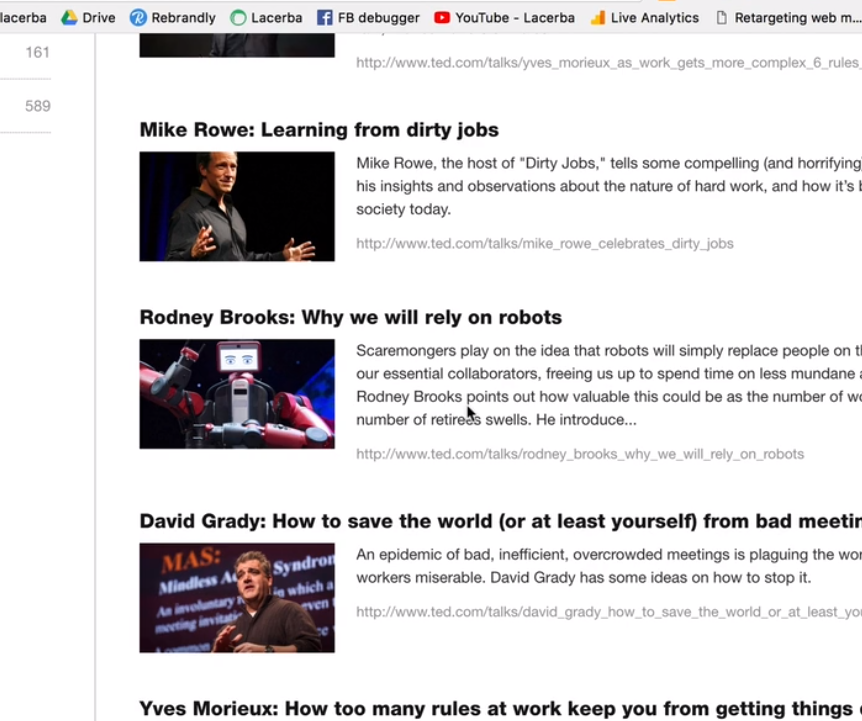 lacerba Drive Rebrandly Lacerba FB debugger YouTube - Lacerba Live Analytics Retargeting web m...
161
http://www.ted.com/talks/yves_morieux_as_work_gets_more_complex_6_rules_
589
Mike Rowe: Learning from dirty jobs
Mike Rowe, the host of "Dirty Jobs," tells some compelling (and horrifying)
his insights and observations about the nature of hard work, and how it's b
society today.
http://www.ted.com/talks/mike_rowe_celebrates_dirty_jobs
Rodney Brooks: Why we will rely on robots
Scaremongers play on the idea that robots will simply replace people on th
our essential collaborators, freeing us up to spend time on less mundane a
Rodney Brooks points out how valuable this could be as the number of wo
number of retirees swells. He introduce...
http://www.ted.com/talks/rodney_brooks_why_we_will_rely_on_robots
David Grady: How to save the world (or at least yourself) from bad meetin
MAS:
Mindless Syndrom
An involuntary in which a
meeting invitati
An epidemic of bad, inefficient, overcrowded meetings is plaguing the wor
workers miserable. David Grady has some ideas on how to stop it.
http://www.ted.com/talks/david_grady_how_to_save_the_world_or_at_least_you
Yves Morieux: How too many rules at work keep you from getting things